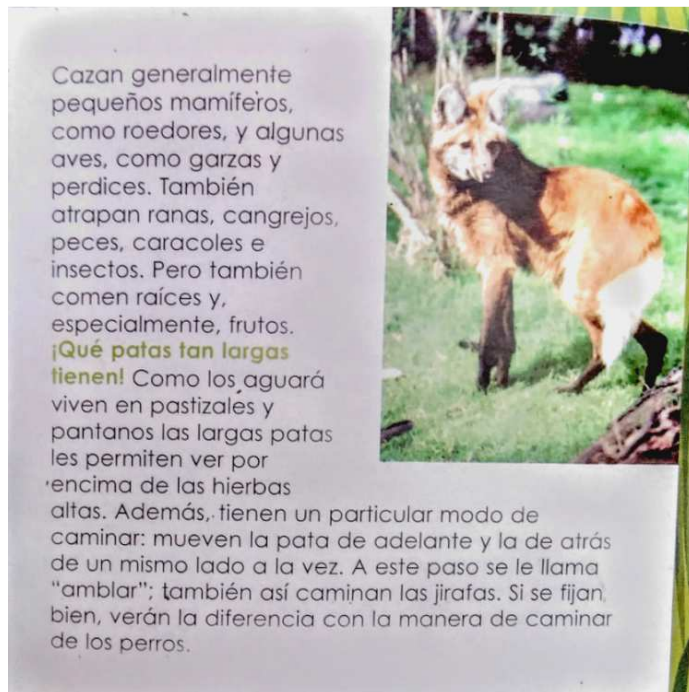 Cazan generalmente
pequeños mamíferos,
como roedores, y algunas
aves, como garzas y
perdices. También
atrapan ranas, cangrejos,
peces, caracoles e
insectos. Pero también
comen raíces y,
especialmente, frutos.
¡Qué patas tan largas
tienen! Como los aguará
viven en pastizales y
pantanos las largas patas
les permiten ver por
encima de las hierbas
altas. Además, tienen un particular modo de
caminar: mueven la pata de adelante y la de atrás
de un mismo lado a la vez. A este paso se le llama
“amblar”; también así caminan las jirafas. Si se fijan
bien, verán la diferencia con la manera de caminar
de los perros.